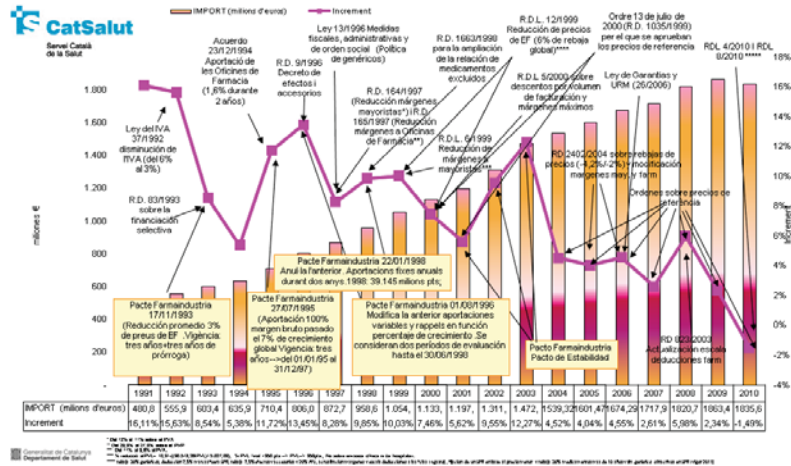 IMPORT (milions d'euros) Increment
CatSalut
Servei Català
de la Salut
Acuerdo
23/12/1994
Aportació de
les Oficines de
Farmacia
(1,6% durante
2 años)
R.D. 9/1996
Decreto de
efectos i
accesorios
Ley 13/1996 Medidas
fiscales, administrativas y
de orden social (Política
de genéricos)
R.D. 1663/1998
para la ampliación
de la relación de
medicamentos
excluidos
R.D.L. 12/1999
Reducción de
precios de
EF (6% de rebaja
global)****
Ordre 13 de julio de
2000 (R.D. 1035/1999)
per el que se aprueban
los precios de referencia
RDL 4/2010 I RDL
8/2010 *****
R.D. 164/1997
(Reducción márgenes
mayoristas*) i R.D.
165/1997 (Reducción
márgenes a Oficinas
de Farmacia**)
R.D.L. 5/2000 sobre
descuentos por volumen
de facturación y
márgenes máximos
Ley de Garantias y
URM (26/2006)
Ley del IVA
37/1992
disminución de
l'IVA (del 6%
al 3%)
R.D.L. 6/1999
Reducción de
márgenes a
mayoristas***
RD 2402/2004 sobre rebajas de
precios (-4,2%/-2%) y modificación
margenes may. y farm
Ordenes sobre precios de
referencia
R.D. 83/1993
sobre la
financiación
selectiva
Pacte Farmaindustria 22/01/1998
Anul·la l'anterior. Aportacions fixes anuals
durant dos anys.1998: 39.145 milions pts;
Pacte Farmaindustria
17/11/1993
(Reducción promedio 3%
de preus de EF .Vigència:
tres años+tres años de
prórroga)
Pacte Farmaindustria
27/07/1995
(Aportación 100%
margen bruto pasado
el 7% de crecimiento
global Vigencia: tres
años-->del 01/01/95 al
31/12/97)
Pacte Farmaindustria 01/08/1996
Modifica la anterior aportaciones
variables y rappels en función
percentaje de crecimiento .Se
consideran dos períodos de evaluación
hasta el 30/06/1998
Pacto Farmaindustria
Pacto de Estabilidad
RD 823/2003
Actualización escala
deducciones farm
milliones €
1.800
1.600
1.400
1.200
1.000
800
600
400
200
-
18%
16%
14%
12%
10%
8%
6%
4%
2%
0%
-2%
-4%
Increment
1991 1992 1993 1994 1995 1996 1997 1998 1999 2000 2001 2002 2003 2004 2005 2006 2007 2008 2009 2010
IMPORT (milions d'euros) 480,8 555,9 603,4 635,9 710,4 806,0 872,7 958,6 1.054, 1.133, 1.197, 1.311, 1.472, 1539,32 1601,47 1674,29 1717,9 1820,7 1863,4 1835,6
Increment 16,11% 15,63% 8,54% 5,38% 11,72% 13,45% 8,28% 9,85% 10,03% 7,46% 5,62% 9,55% 12,27% 4,52% 4,04% 4,55% 2,61% 5,98% 2,34% -1,49%
Generalitat de Catalunya
Departament de Salut